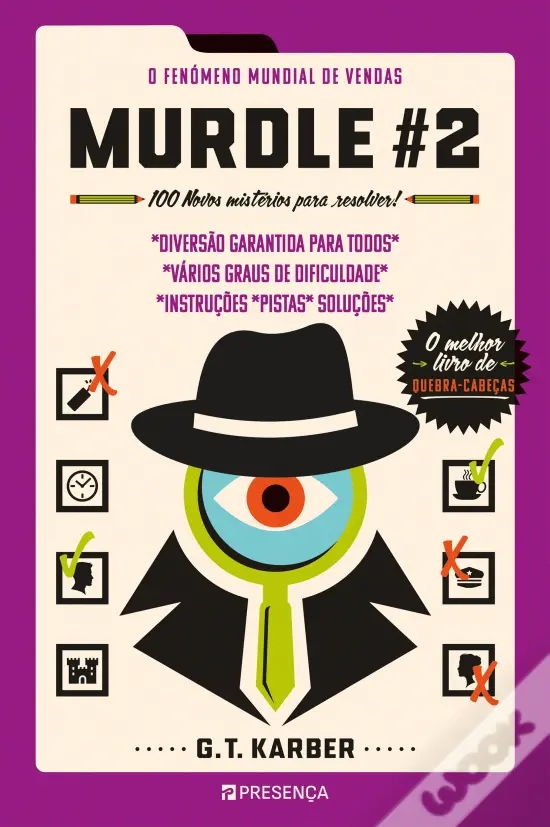 O FENÓMENO MUNDIAL DE VENDAS
MURDLE #2
100 Novos mistérios para resolver!
*DIVERSÃO GARANTIDA PARA TODOS*
*VÁRIOS GRAUS DE DIFICULDADE*
*INSTRUÇÕES *PISTAS* SOLUÇÕES*
O melhor
livro de
QUEBRA-CABEÇAS
G.T. KARBER
PRESENÇA
wook